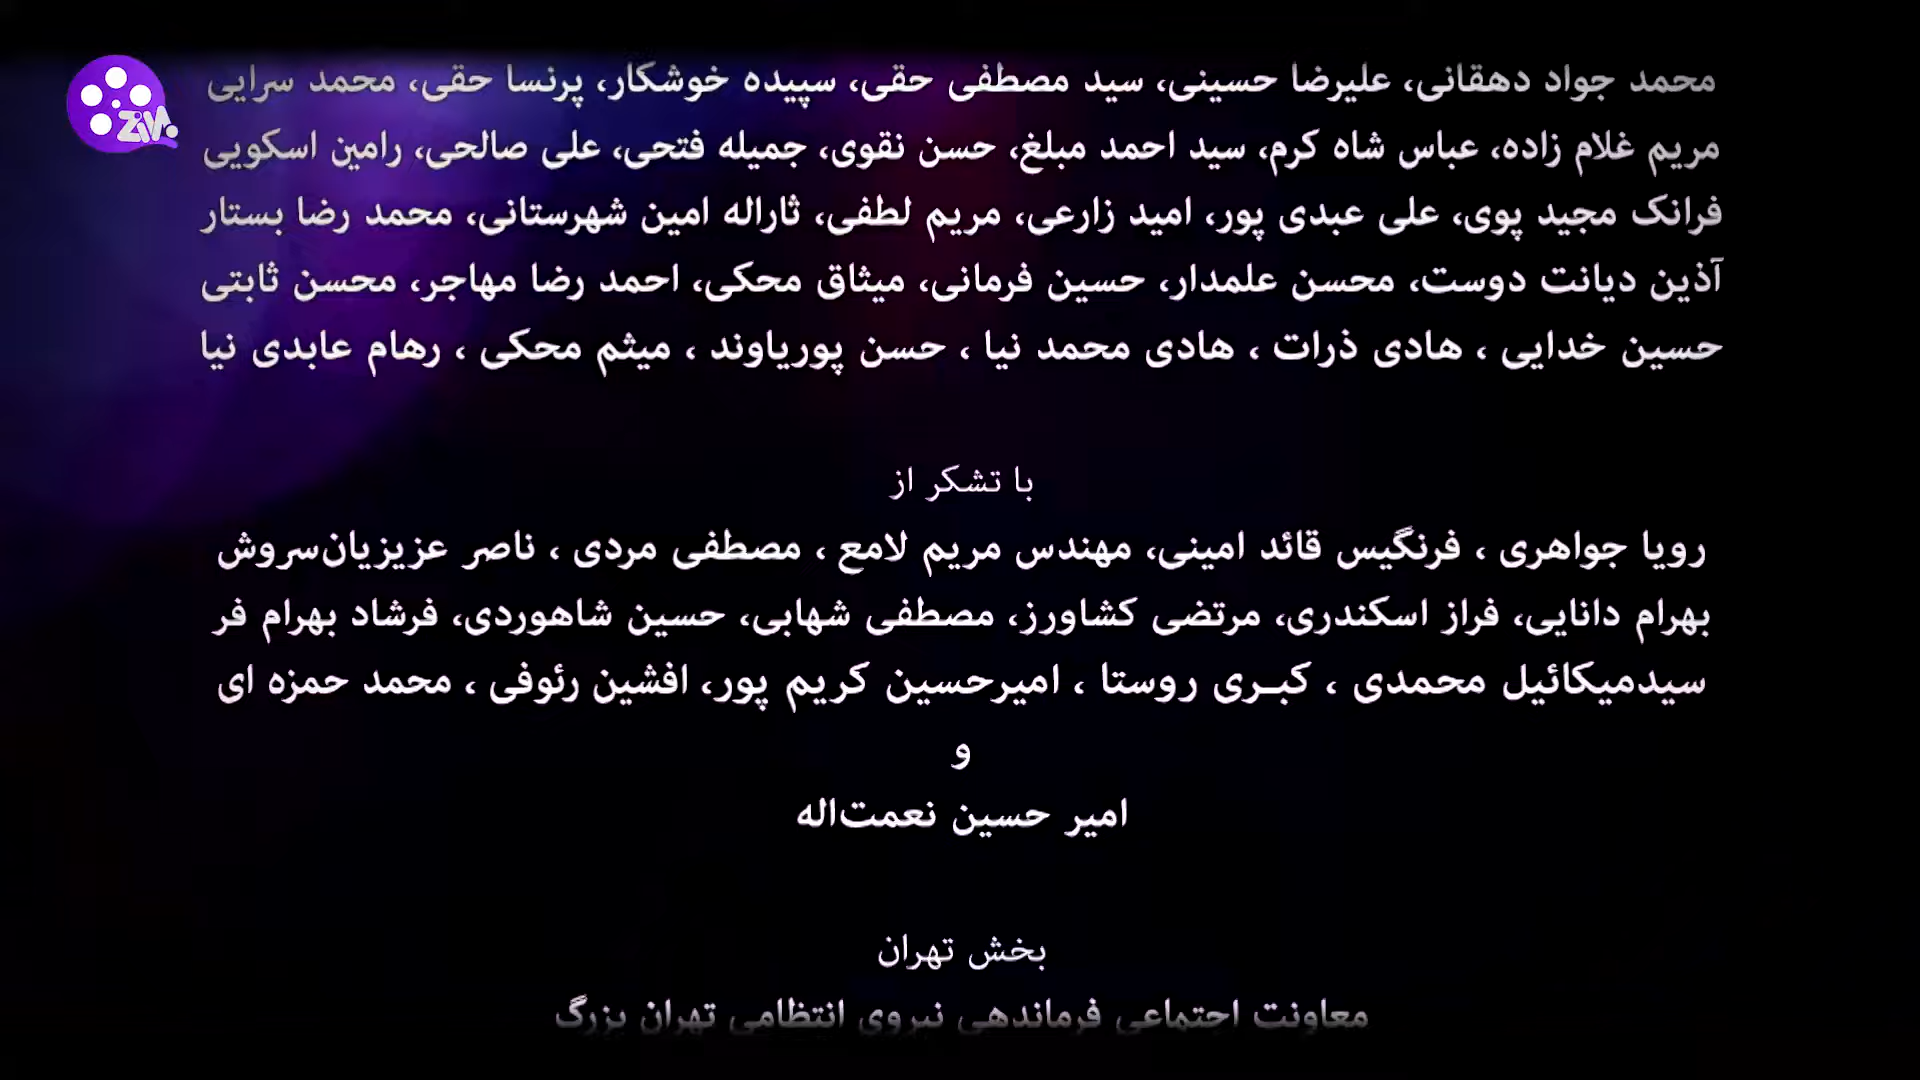 محمد جواد دهقانی، علیرضا حسینی، سید مصطفی حقی، سپیده خوشکار، پرنسا حقی، محمد سرایی
مریم غلام زاده، عباس شاه کرم، سید احمد مبلغ، حسن نقوی، جمیله فتحی، علی صالحی، رامین اسکویی
فرانک مجید پوی، علی عبدی پور، امید زارعی، مریم لطفی، ثاراله امین شهرستانی، محمد رضا بستار
آذین دیانت دوست، محسن علمدار، حسین فرمانی، میثاق محکی، احمد رضا مهاجر، محسن ثابتی
حسین خدایی ، هادی ذرات ، هادی محمد نیا ، حسن پوریاوند ، میثم محکی ، رهام عابدی نیا
با تشکر از
رویا جواهری ، فرنگیس قائد امینی، مهندس مریم لامع ، مصطفی مردی ، ناصر عزیزیان‌سروش
بهرام دانایی، فراز اسکندری، مرتضی کشاورز، مصطفی شهابی، حسین شاهوردی، فرشاد بهرام فر
سیدمیکائیل محمدی ، کبـری روستا ، امیرحسین کریم پور، افشین رئوفی ، محمد حمزه ای
و
امیر حسین نعمت‌اله
بخش تهران
معاونت اجتماعی فرماندهی نیروی انتظامی تهران بزرگ